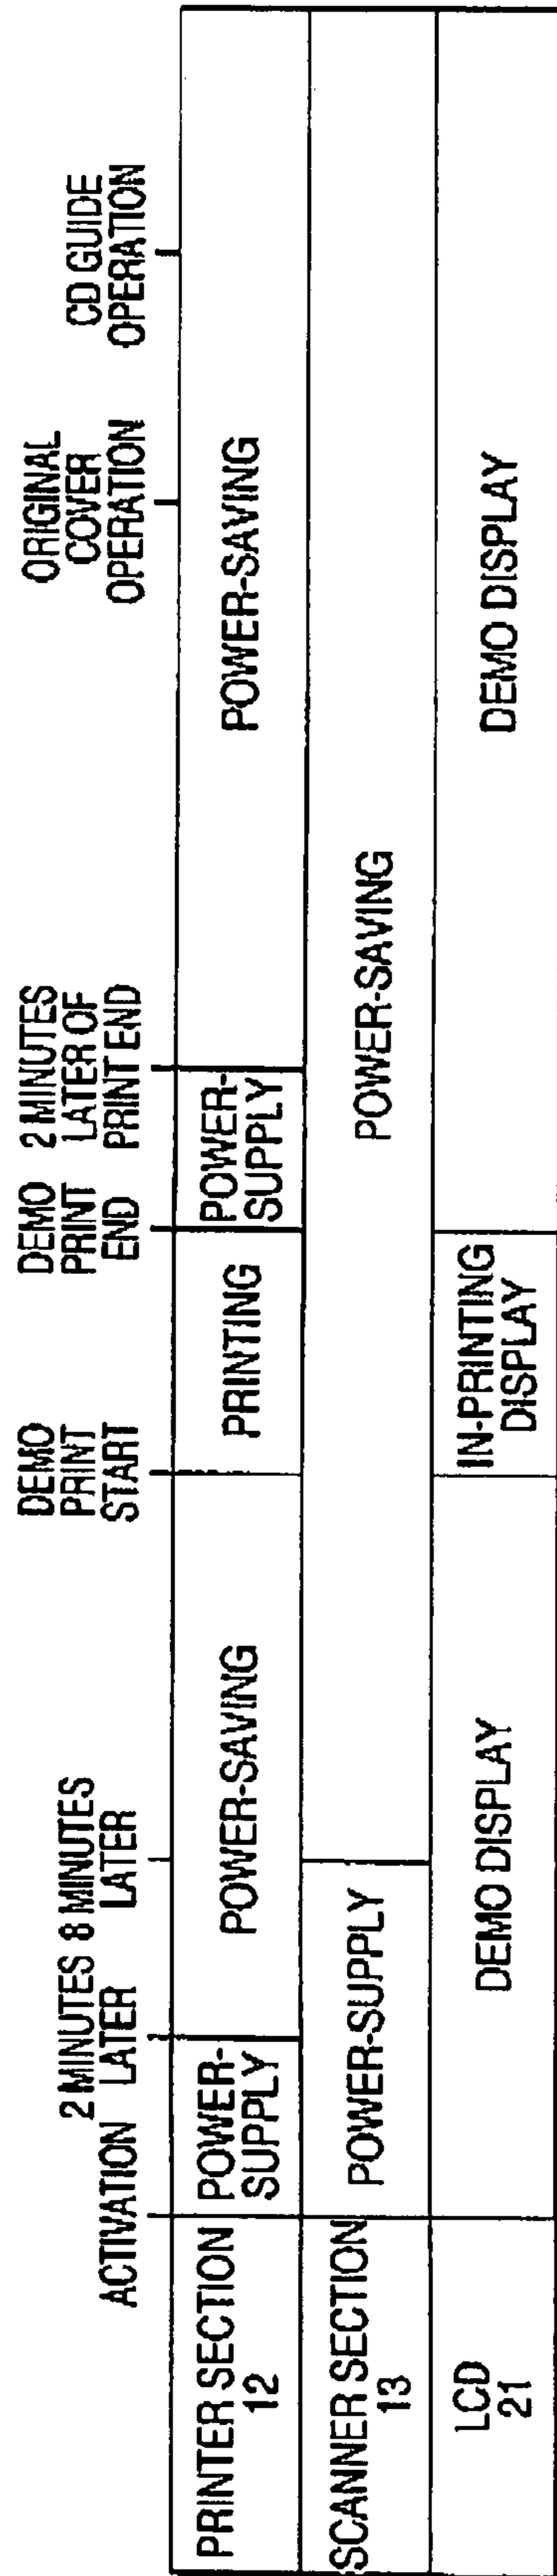 ACTIVATION
2 MINUTES
LATER
8 MINUTES
LATER
DEMO
PRINT
START
DEMO
PRINT
END
2 MINUTES
LATER OF
PRINT END
ORIGINAL
COVER
OPERATION
CD GUIDE
OPERATION
PRINTER SECTION
12
POWER-
SUPPLY
POWER-SAVING
PRINTING
POWER-
SUPPLY
POWER-SAVING
SCANNER SECTION
13
POWER-SUPPLY
POWER-SAVING
LCD
21
DEMO DISPLAY
IN-PRINTING
DISPLAY
DEMO DISPLAY